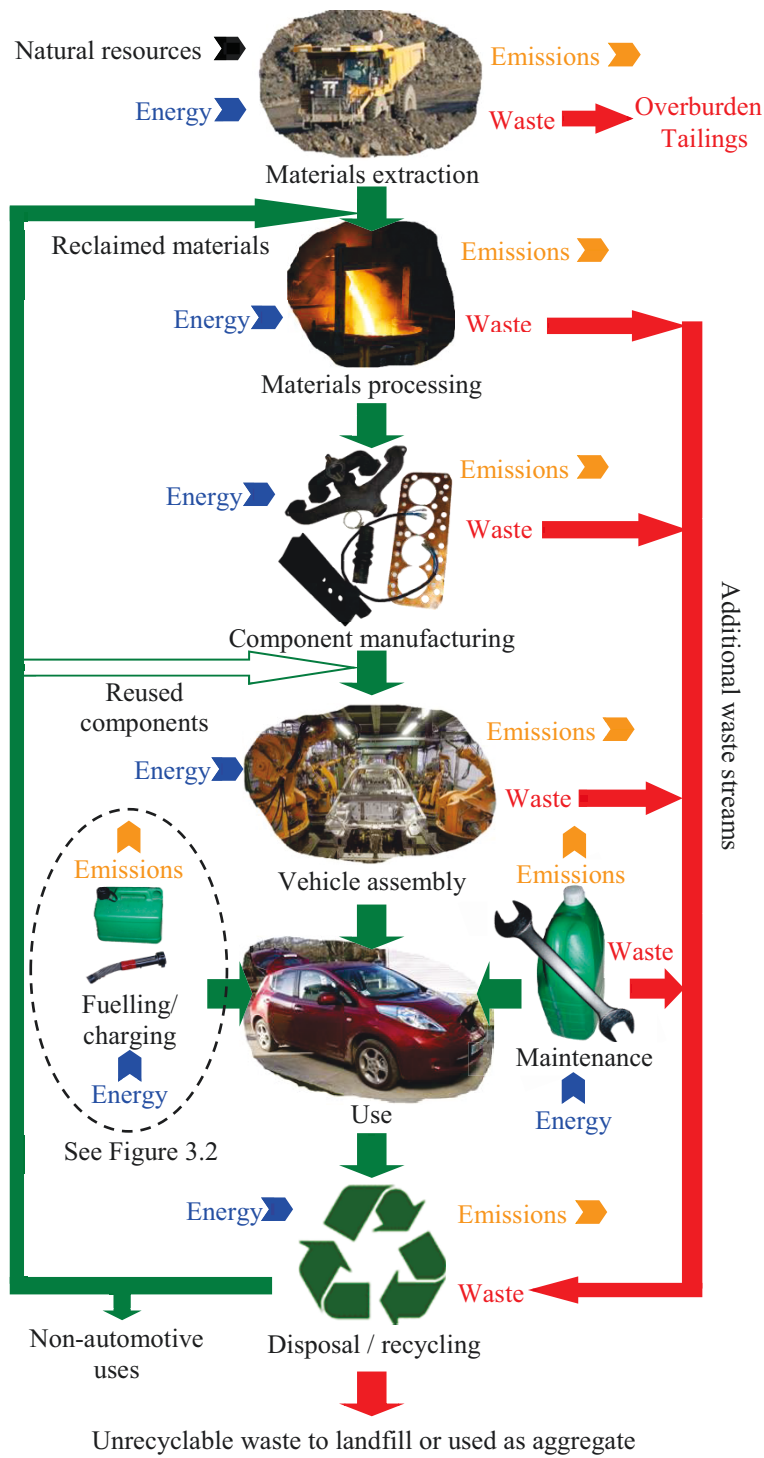 Natural resources
Emissions
Energy
Waste
Overburden
Tailings
Materials extraction
Reclaimed materials
Emissions
Energy
Waste
Materials processing
Emissions
Energy
Waste
Component manufacturing
Reused
components
Emissions
Energy
Waste
Additional waste streams
Vehicle assembly
Emissions
Emissions
Waste
Fuelling/
charging
Maintenance
Energy
Energy
Use
See Figure 3.2
Energy
Emissions
Waste
Non-automotive
uses
Disposal / recycling
Unrecyclable waste to landfill or used as aggregate